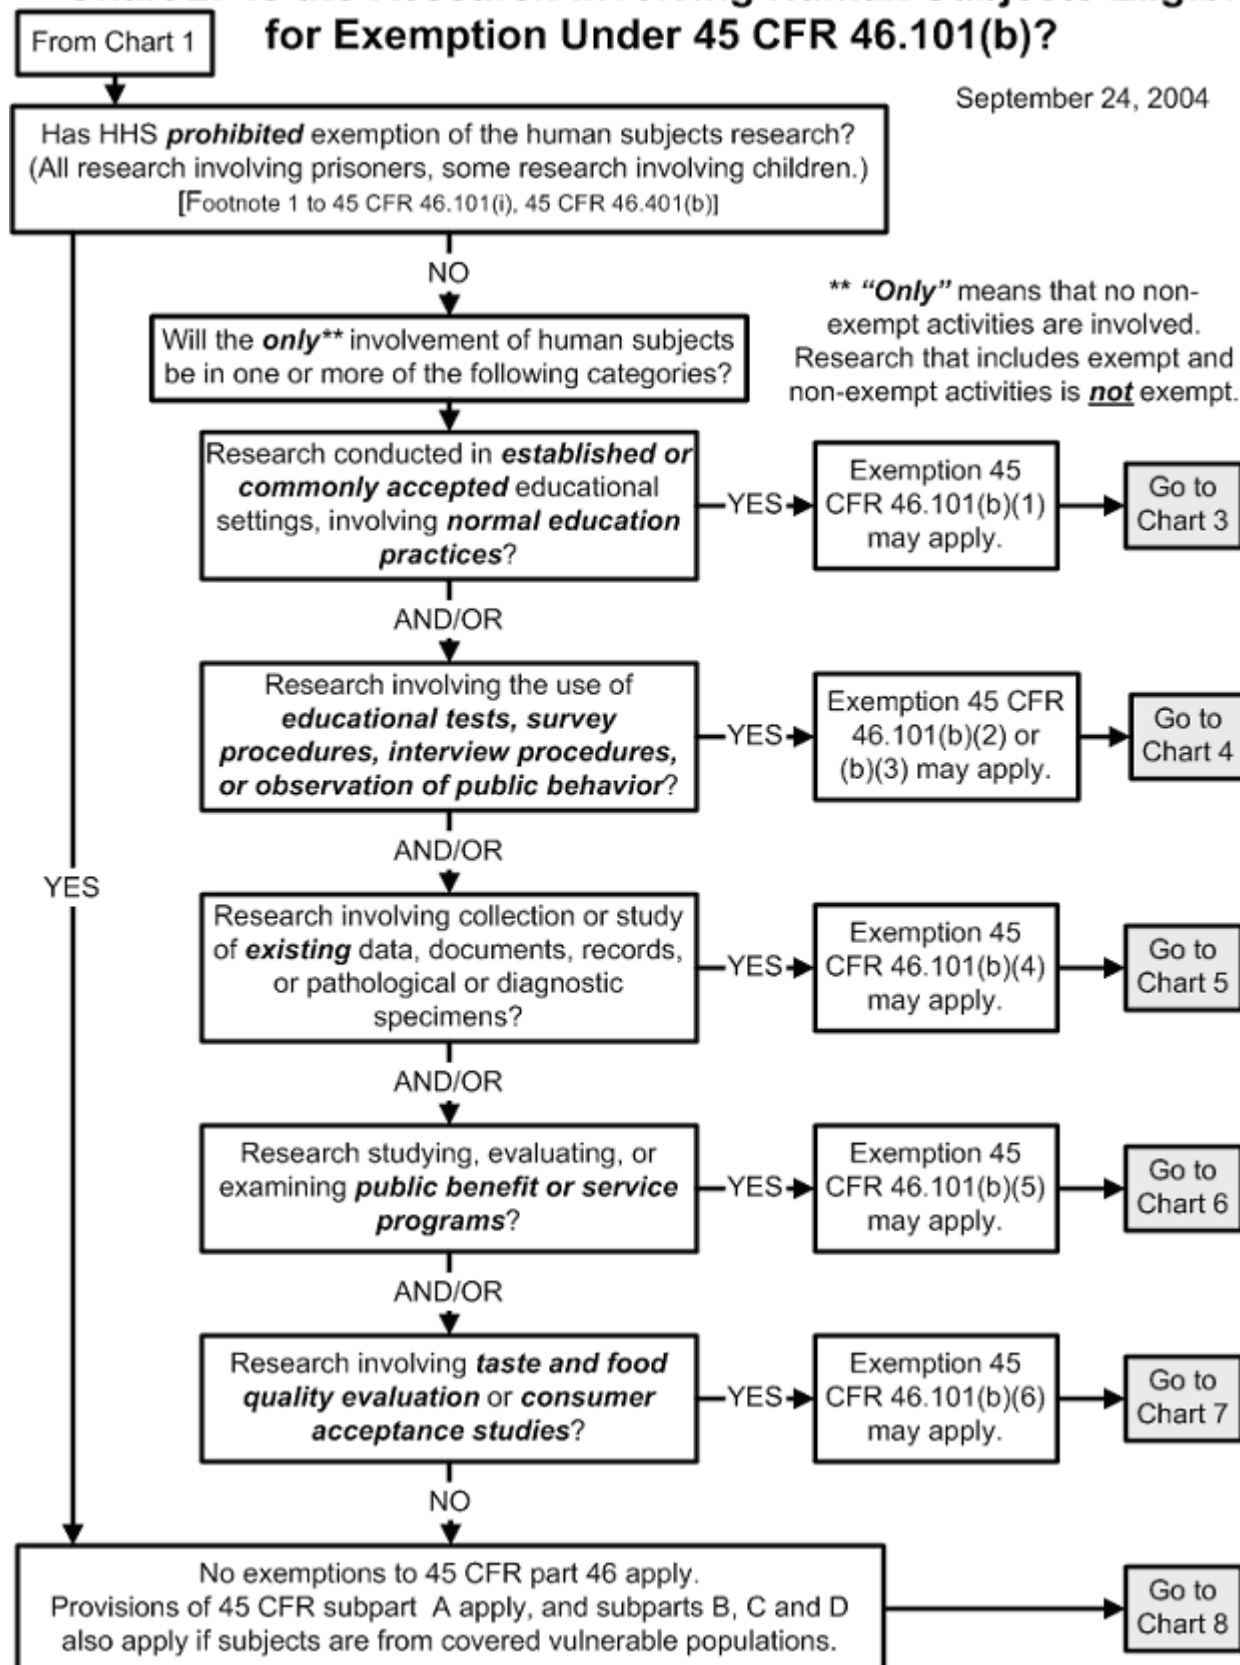 for Exemption Under 45 CFR 46.101(b)?
From Chart 1
September 24, 2004
Has HHS prohibited exemption of the human subjects research?
(All research involving prisoners, some research involving children.)
[Footnote 1 to 45 CFR 46.101(i), 45 CFR 46.401(b)]
NO
** “Only” means that no non-
exempt activities are involved.
Research that includes exempt and
non-exempt activities is not exempt.
Will the only** involvement of human subjects
be in one or more of the following categories?
Research conducted in established or
commonly accepted educational
settings, involving normal education
practices?
YES
Exemption 45
CFR 46.101(b)(1)
may apply.
Go to
Chart 3
AND/OR
Research involving the use of
educational tests, survey
procedures, interview procedures,
or observation of public behavior?
YES
Exemption 45 CFR
46.101(b)(2) or
(b)(3) may apply.
Go to
Chart 4
AND/OR
YES
Research involving collection or study
of existing data, documents, records,
or pathological or diagnostic
specimens?
YES
Exemption 45
CFR 46.101(b)(4)
may apply.
Go to
Chart 5
AND/OR
Research studying, evaluating, or
examining public benefit or service
programs?
YES
Exemption 45
CFR 46.101(b)(5)
may apply.
Go to
Chart 6
AND/OR
Research involving taste and food
quality evaluation or consumer
acceptance studies?
YES
Exemption 45
CFR 46.101(b)(6)
may apply.
Go to
Chart 7
NO
No exemptions to 45 CFR part 46 apply.
Provisions of 45 CFR subpart A apply, and subparts B, C and D
also apply if subjects are from covered vulnerable populations.
Go to
Chart 8